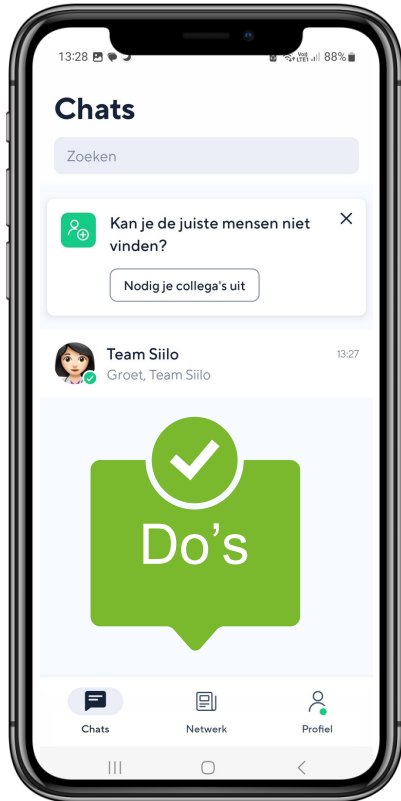 13:28
88%
Chats
Zoeken
Kan je de juiste mensen niet
vinden?
Nodig je collega's uit
Team Siilo
13:27
Groet, Team Siilo
Do's
Chats
Netwerk
Profiel